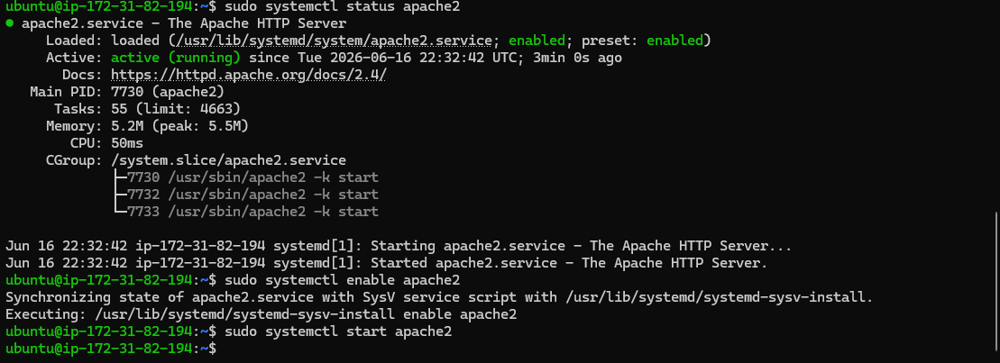 ubuntu@ip-172-31-82-194:~$ sudo systemctl status apache2
● apache2.service - The Apache HTTP Server
     Loaded: loaded (/usr/lib/systemd/system/apache2.service; enabled; preset: enabled)
     Active: active (running) since Tue 2026-06-16 22:32:42 UTC; 3min 0s ago
       Docs: https://httpd.apache.org/docs/2.4/
   Main PID: 7730 (apache2)
      Tasks: 55 (limit: 4663)
     Memory: 5.2M (peak: 5.5M)
        CPU: 50ms
     CGroup: /system.slice/apache2.service
             ├─7730 /usr/sbin/apache2 -k start
             ├─7732 /usr/sbin/apache2 -k start
             └─7733 /usr/sbin/apache2 -k start

Jun 16 22:32:42 ip-172-31-82-194 systemd[1]: Starting apache2.service - The Apache HTTP Server...
Jun 16 22:32:42 ip-172-31-82-194 systemd[1]: Started apache2.service - The Apache HTTP Server.
ubuntu@ip-172-31-82-194:~$ sudo systemctl enable apache2
Synchronizing state of apache2.service with SysV service script with /usr/lib/systemd/systemd-sysv-install.
Executing: /usr/lib/systemd/systemd-sysv-install enable apache2
ubuntu@ip-172-31-82-194:~$ sudo systemctl start apache2
ubuntu@ip-172-31-82-194:~$